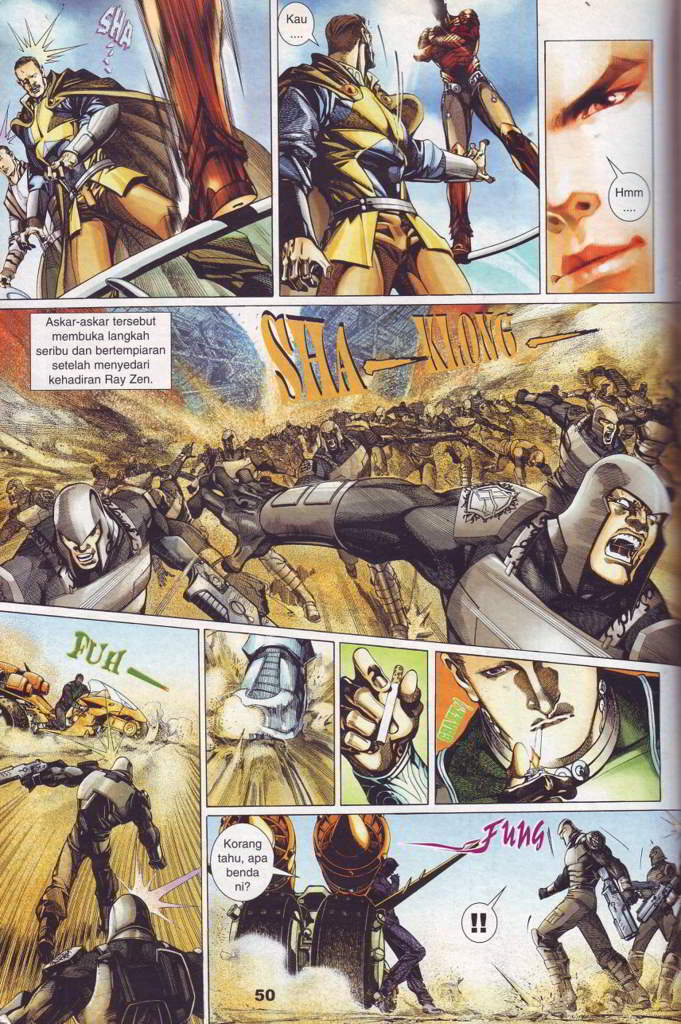 SHA
Kau
....
Hmm
....
Askar-askar tersebut
membuka langkah
seribu dan bertempiaran
setelah menyedari
kehadiran Ray Zen.
SHA—KLONG—
FUH—
Korang
tahu, apa
benda
ni?
FUNG
!!
50